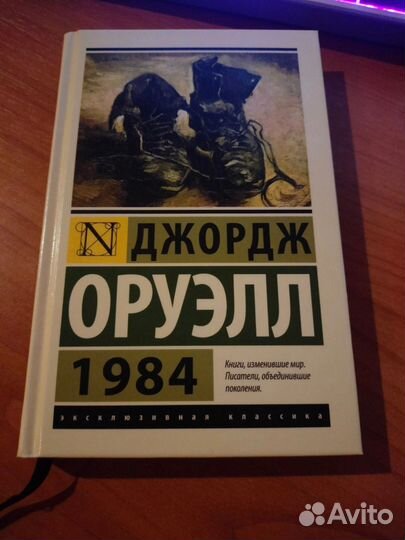 N ДЖОРДЖ
ОРУЭЛЛ
1984
Книги, изменившие мир.
Писатели, объединившие
поколения.
эксклюзивная классика
Avito